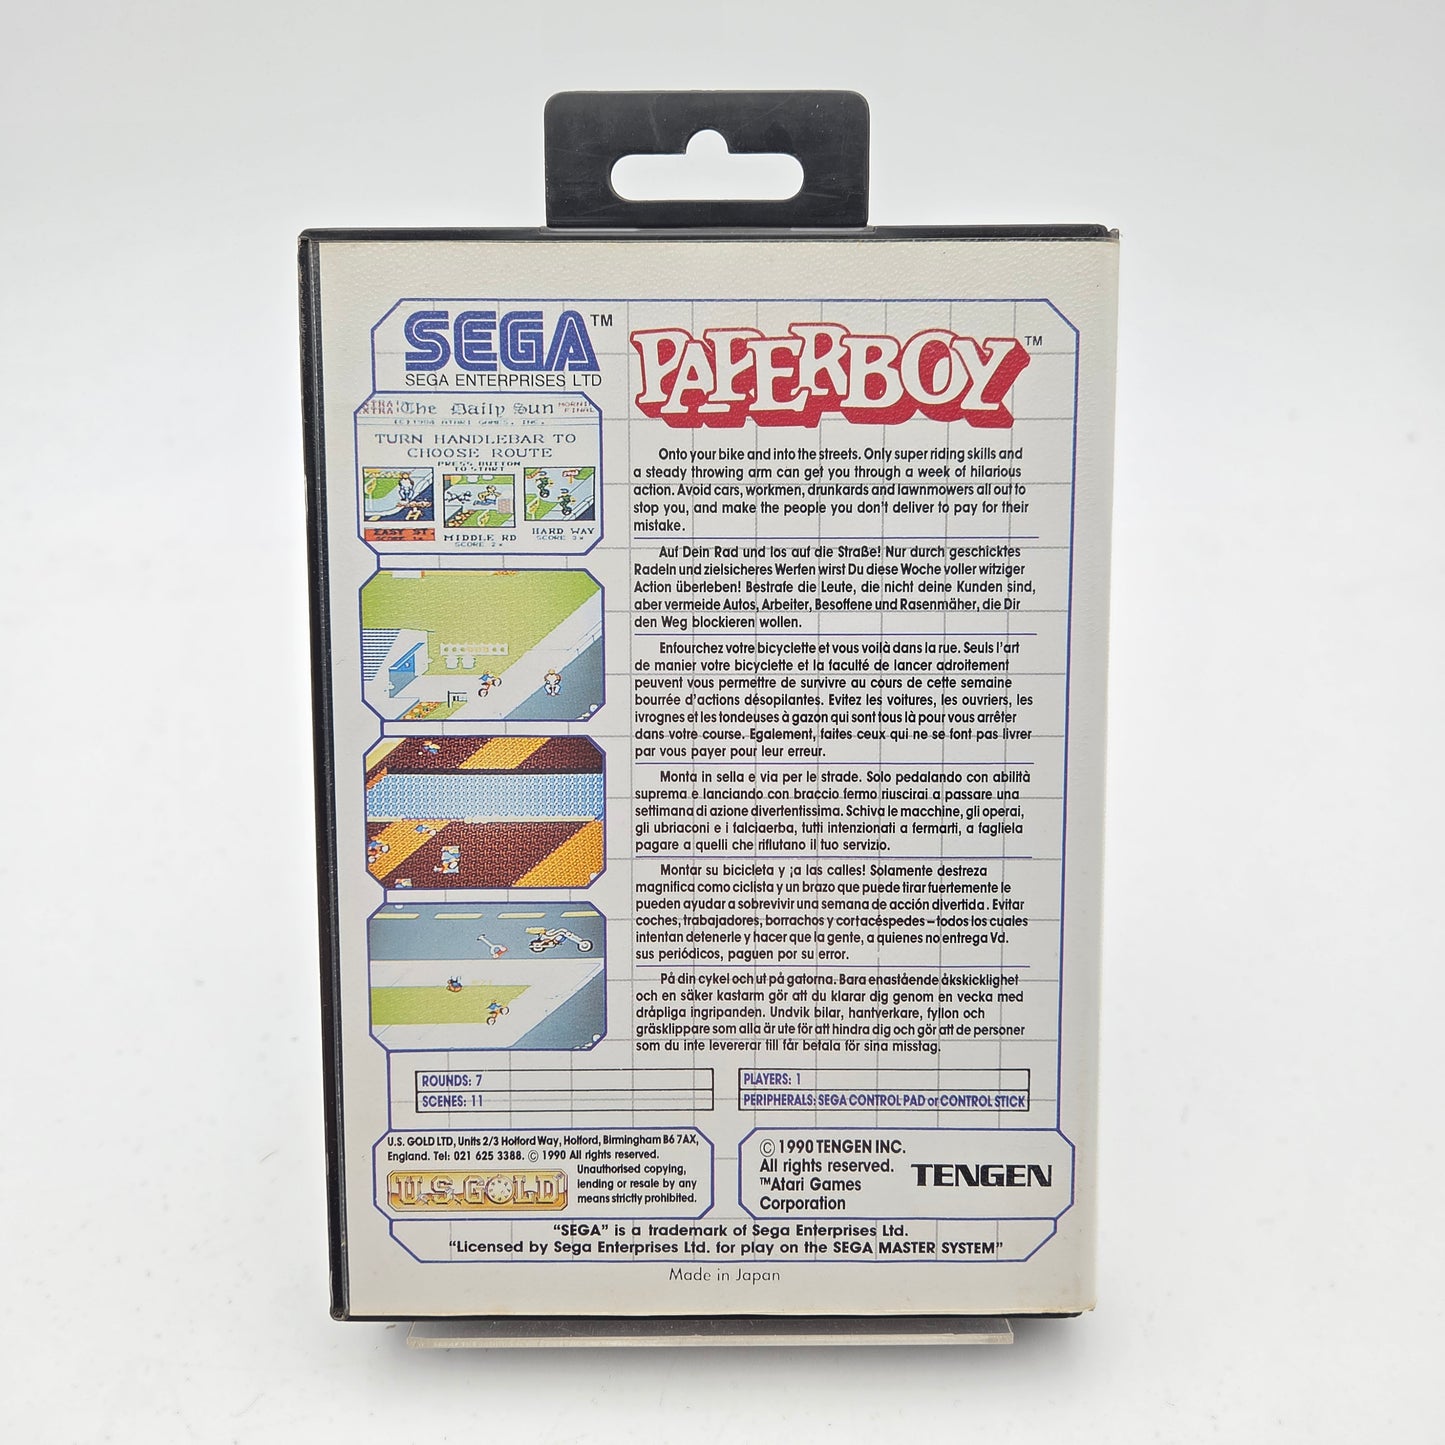 SEGA™
SEGA ENTERPRISES LTD
PAPERBOY™
The Daily Sun
TURN HANDLEBAR TO
CHOOSE ROUTE
PRESS BUTTON
TO START
EASY ST
MIDDLE RD
HARD WAY
Onto your bike and into the streets. Only super riding skills and
a steady throwing arm can get you through a week of hilarious
action. Avoid cars, workmen, drunkards and lawnmowers all out to
stop you, and make the people you don't deliver to pay for their
mistake.
Auf Dein Rad und los auf die Straße! Nur durch geschicktes
Radeln und zielsicheres Werfen wirst Du diese Woche voller witziger
Action überleben! Bestrafe die Leute, die nicht deine Kunden sind,
aber vermeide Autos, Arbeiter, Besoffene und Rasenmäher, die Dir
den Weg blockieren wollen.
Enfourchez votre bicyclette et vous voilà dans la rue. Seuls l'art
de manier votre bicyclette et la faculté de lancer adroitement
peuvent vous permettre de survive au cours de cette semaine
bourrée d'actions désopilantes. Evitez les voitures, les ouvriers, les
ivrognes et les tondeuses à gazon qui sont tous là pour vous arrêter
dans votre course. Egalement, faites ceux qui ne se font pas livrer
par vous payer pour leur erreur.
Monta in sella e via per le strade. Solo pedalando con abilità
suprema e lanciando con braccio fermo riuscirai a passare una
settimana di azione divertentissima. Schiva le macchine, gli operai,
gli ubriaconi e i falciaerba, tutti intenzionati a fermarti, a fagliela
pagare a quelli che rifiutano il tuo servizio.
Montar su bicicleta y ¡a las calles! Solamente destreza
magnifica como ciclista y un brazo que puede tirar fuertemente le
pueden ayudar a sobrevivir una semana de acción divertida. Evitar
coches, trabajadores, borrachos y cortacéspedes – todos los cuales
intentan detenerle y hacer que la gente, a quienes no entrega Vd.
sus periódicos, paguen por su error.
På din cykel och ut på gatorna. Bara enastående åkskicklighet
och en säker kastarm gör att du klarar dig genom en vecka med
dråpliga ingripanden. Undvik bilar, hantverkare, fyllon och
gräsklippare som alla är ute för att hindra dig och gör att de personer
som du inte levererar till får betala för sina misstag.
ROUNDS: 7
SCENES: 11
PLAYERS: 1
PERIPHERALS: SEGA CONTROL PAD or CONTROL STICK
U.S. GOLD LTD, Units 2/3 Holford Way, Holford, Birmingham B6 7AX,
England. Tel: 021 625 3388. © 1990 All rights reserved.
U.S. GOLD
Unauthorised copying,
lending or resale by any
means strictly prohibited.
© 1990 TENGEN INC.
All rights reserved.
™Atari Games
Corporation
TENGEN
"SEGA" is a trademark of Sega Enterprises Ltd.
"Licensed by Sega Enterprises Ltd. for play on the SEGA MASTER SYSTEM"
Made in Japan